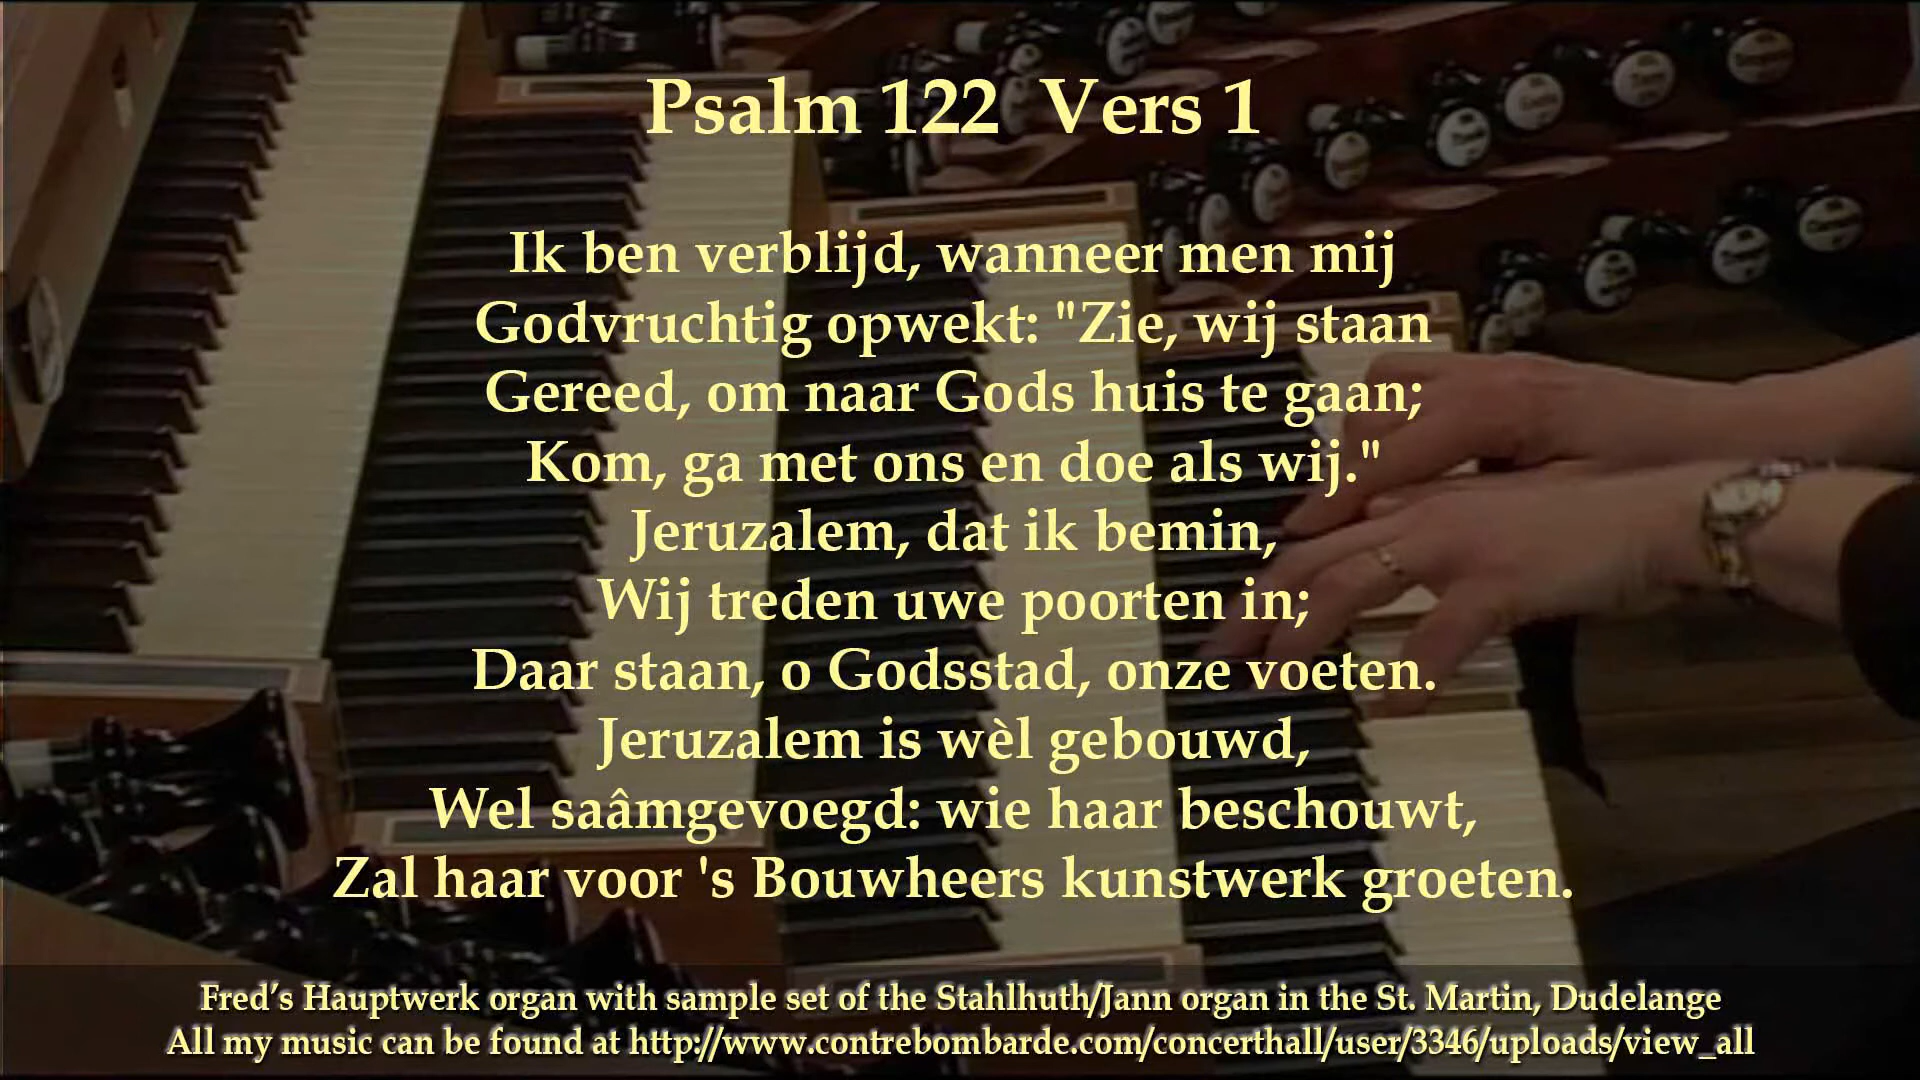 Psalm 122 Vers 1
Ik ben verblijd, wanneer men mij
Godvruchtig opwekt: "Zie, wij staan
Gereed, om naar Gods huis te gaan;
Kom, ga met ons en doe als wij."
Jeruzalem, dat ik bemin,
Wij treden uwe poorten in;
Daar staan, o Godsstad, onze voeten.
Jeruzalem is wèl gebouwd,
Wel saâmgevoegd: wie haar beschouwt,
Zal haar voor 's Bouwheers kunstwerk groeten.
Fred’s Hauptwerk organ with sample set of the Stahlhuth/Jann organ in the St. Martin, Dudelange
All my music can be found at http://www.contrebombarde.com/concerthall/user/3346/uploads/view_all